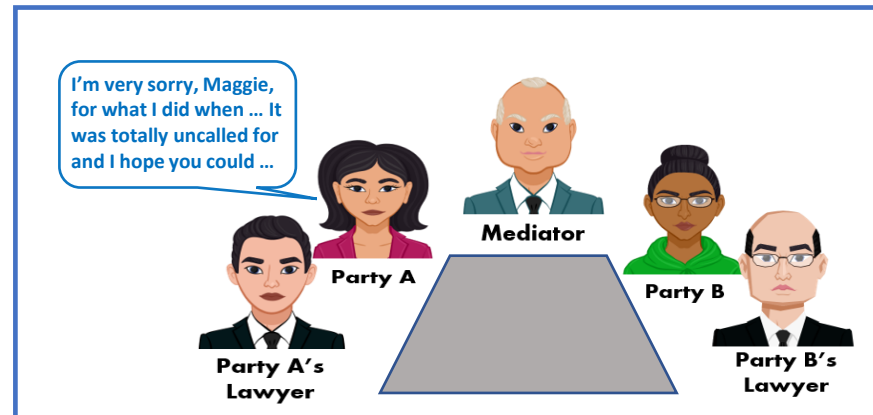 I'm very sorry, Maggie,
for what I did when ... It
was totally uncalled for
and I hope you could ...
Mediator
Party A
Party B
Party A's
Lawyer
Party B's
Lawyer